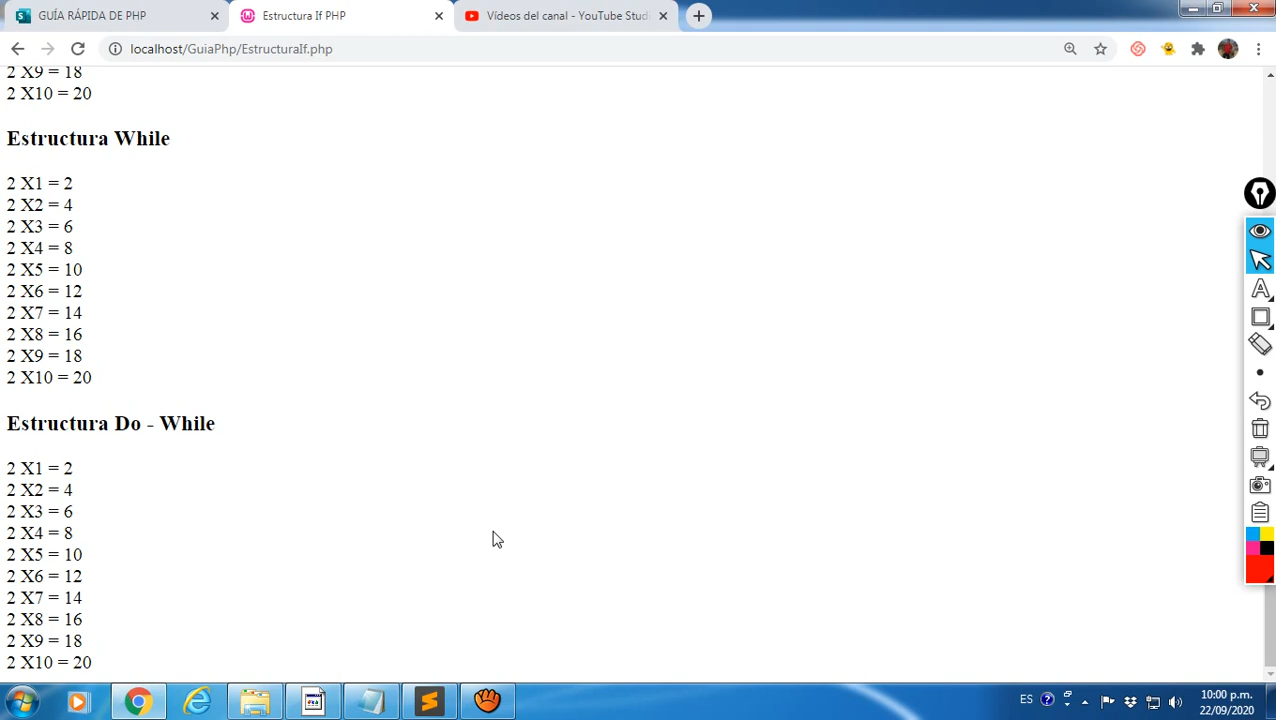 GUÍA RÁPIDA DE PHP
Estructura If PHP
Vídeos del canal - YouTube Stud
localhost/GuiaPhp/EstructuraIf.php
2 X9 = 18
2 X10 = 20
Estructura While
2 X1 = 2
2 X2 = 4
2 X3 = 6
2 X4 = 8
2 X5 = 10
2 X6 = 12
2 X7 = 14
2 X8 = 16
2 X9 = 18
2 X10 = 20
Estructura Do - While
2 X1 = 2
2 X2 = 4
2 X3 = 6
2 X4 = 8
2 X5 = 10
2 X6 = 12
2 X7 = 14
2 X8 = 16
2 X9 = 18
2 X10 = 20
ES
10:00 p.m.
22/09/2020